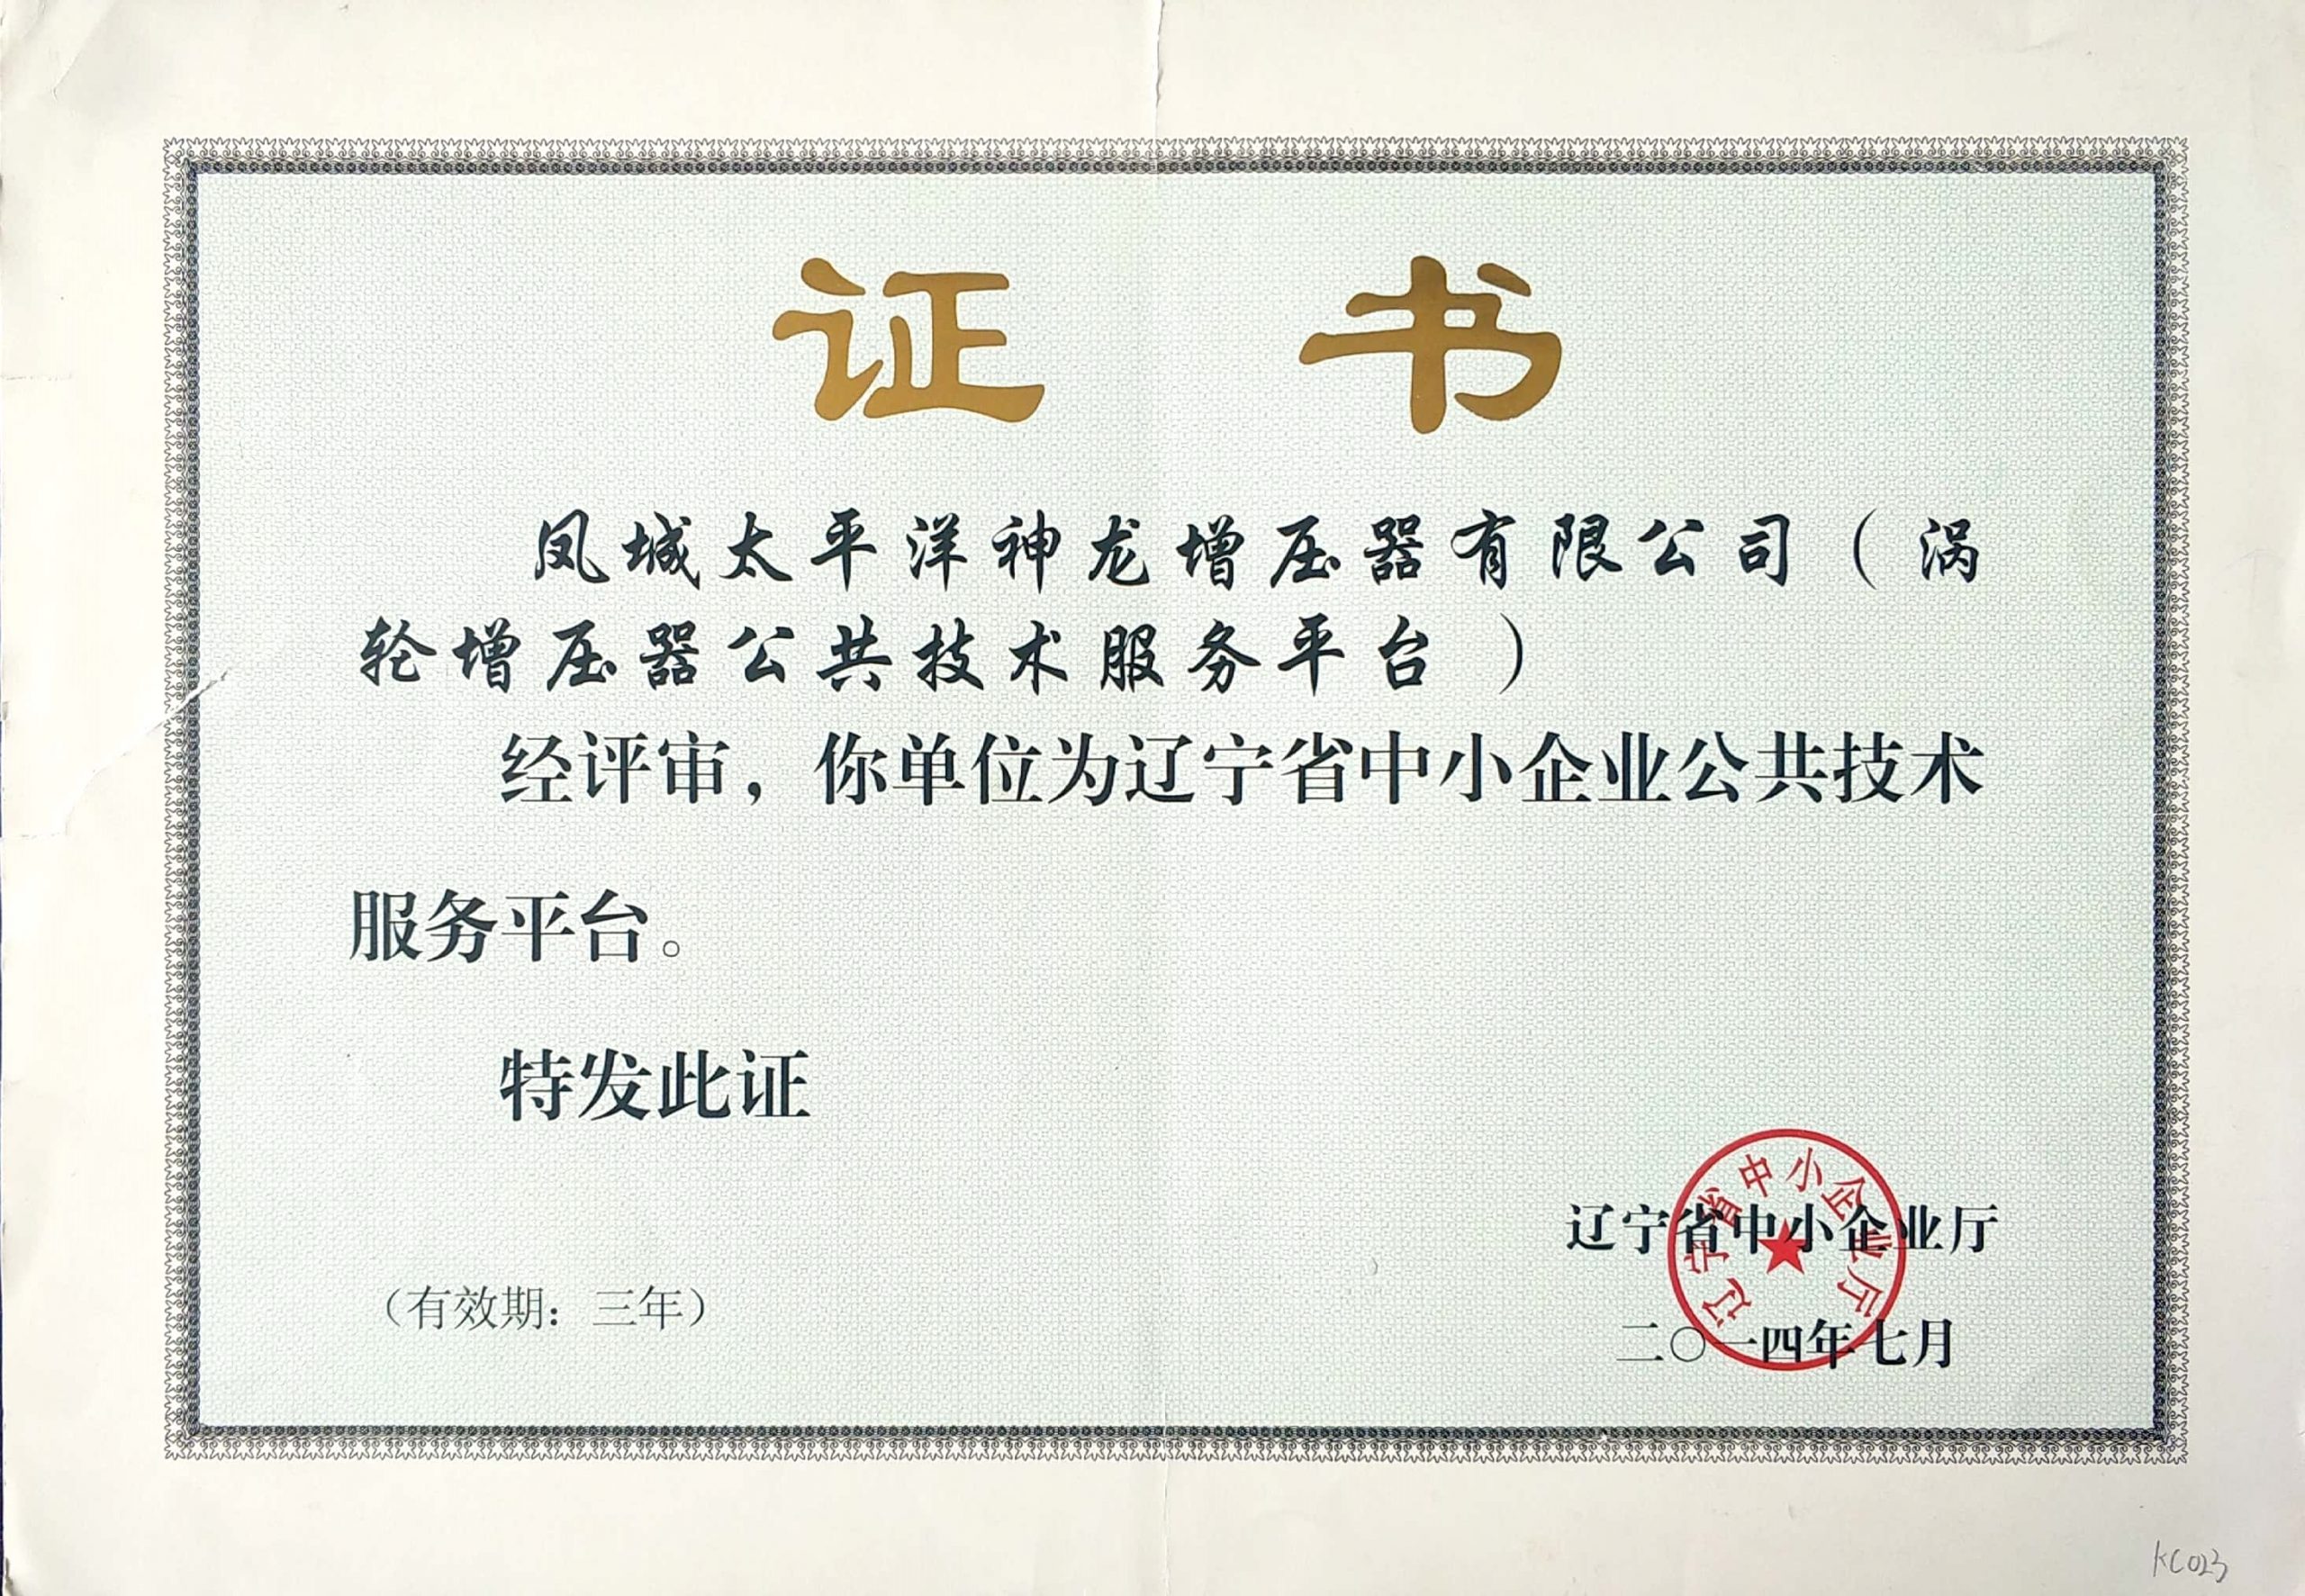 证 书
凤城太平洋神龙增压器有限公司（涡
轮增压器公共技术服务平台）
经评审，你单位为辽宁省中小企业公共技术
服务平台。
特发此证
辽宁省中小企业厅
辽宁省中小企业厅
（有效期：三年）
二〇一四年七月
KC023